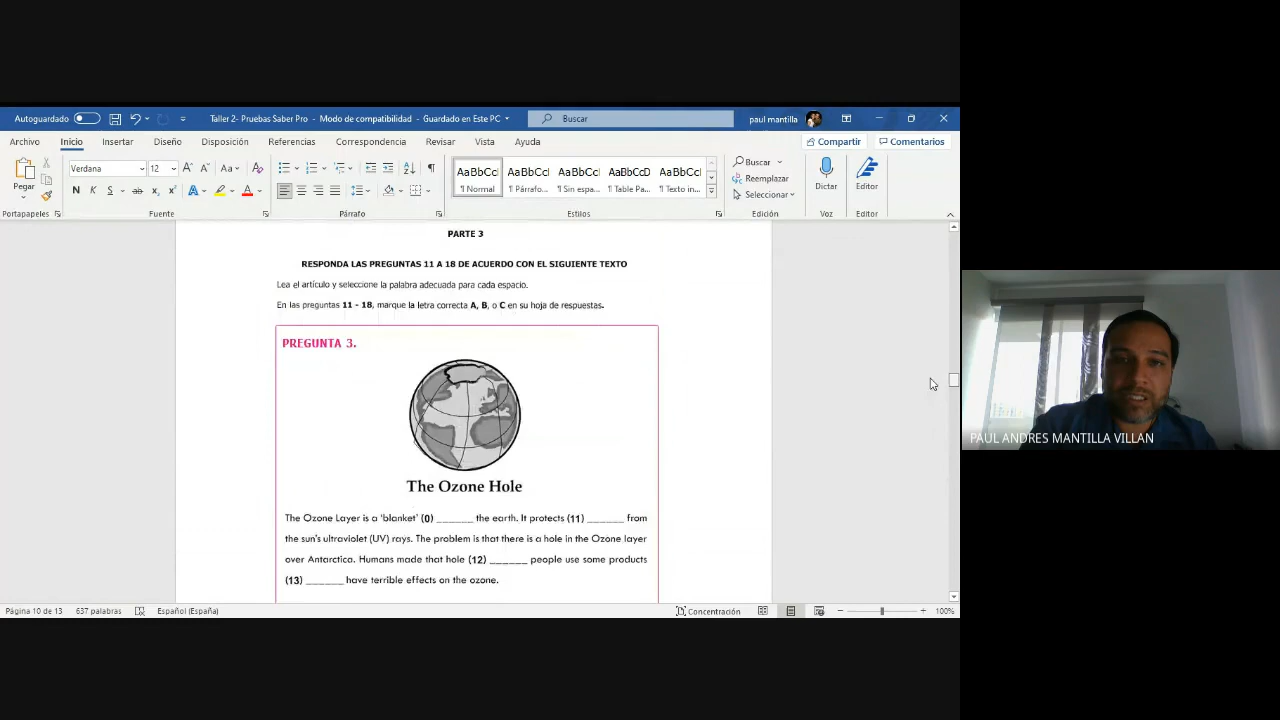 Autoguardado
Taller 2- Pruebas Saber Pro - Modo de compatibilidad - Guardado en Este PC
Buscar
paul mantilla
Archivo Inicio Insertar Diseño Disposición Referencias Correspondencia Revisar Vista Ayuda
Compartir Comentarios
Pegar
Verdana 12
Aa
N K S ab x₂ x² A A
AaBbCcI AaBbCcI AaBbCcI AaBbCcD AaBbCcI
¶ Normal ¶ Párrafo... ¶ Sin espa... ¶ Table Pa... ¶ Texto in...
Buscar
Reemplazar
Seleccionar
Dictar
Editor
Portapapeles Fuente Párrafo Estilos Edición Voz Editor
PARTE 3
RESPONDA LAS PREGUNTAS 11 A 18 DE ACUERDO CON EL SIGUIENTE TEXTO
Lea el artículo y seleccione la palabra adecuada para cada espacio.
En las preguntas 11 - 18, marque la letra correcta A, B, o C en su hoja de respuestas.
PREGUNTA 3.
The Ozone Hole
The Ozone Layer is a 'blanket' (0) ______ the earth. It protects (11) ______ from
the sun's ultraviolet (UV) rays. The problem is that there is a hole in the Ozone layer
over Antarctica. Humans made that hole (12) ______ people use some products
(13) ______ have terrible effects on the ozone.
PAUL ANDRES MANTILLA VILLAN
Página 10 de 13 637 palabras Español (España)
Concentración
100%